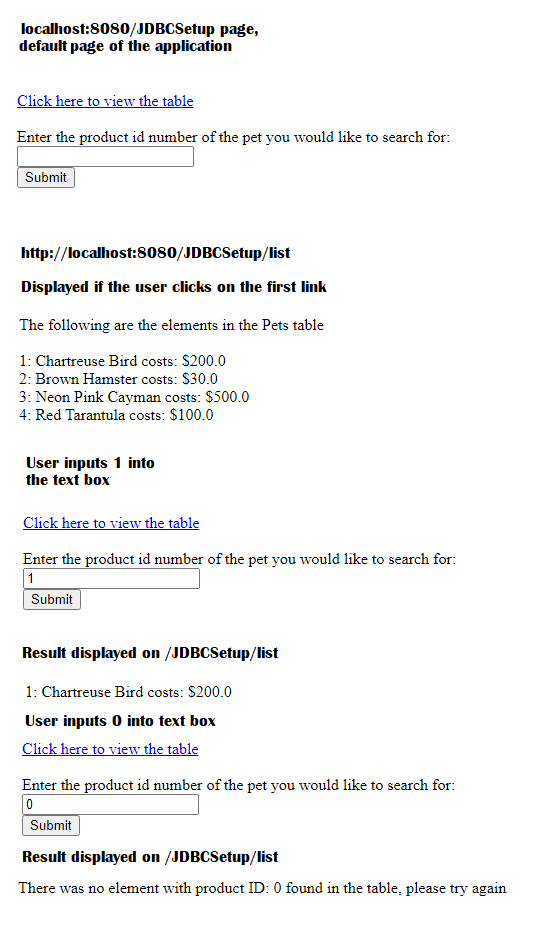 localhost:8080/JDBCSetup page,
default page of the application
Click here to view the table
Enter the product id number of the pet you would like to search for:
Submit
http://localhost:8080/JDBCSetup/list
Displayed if the user clicks on the first link
The following are the elements in the Pets table
1: Chartreuse Bird costs: $200.0
2: Brown Hamster costs: $30.0
3: Neon Pink Cayman costs: $500.0
4: Red Tarantula costs: $100.0
User inputs 1 into
the text box
Click here to view the table
Enter the product id number of the pet you would like to search for:
1
Submit
Result displayed on /JDBCSetup/list
1: Chartreuse Bird costs: $200.0
User inputs 0 into text box
Click here to view the table
Enter the product id number of the pet you would like to search for:
0
Submit
Result displayed on /JDBCSetup/list
There was no element with product ID: 0 found in the table, please try again